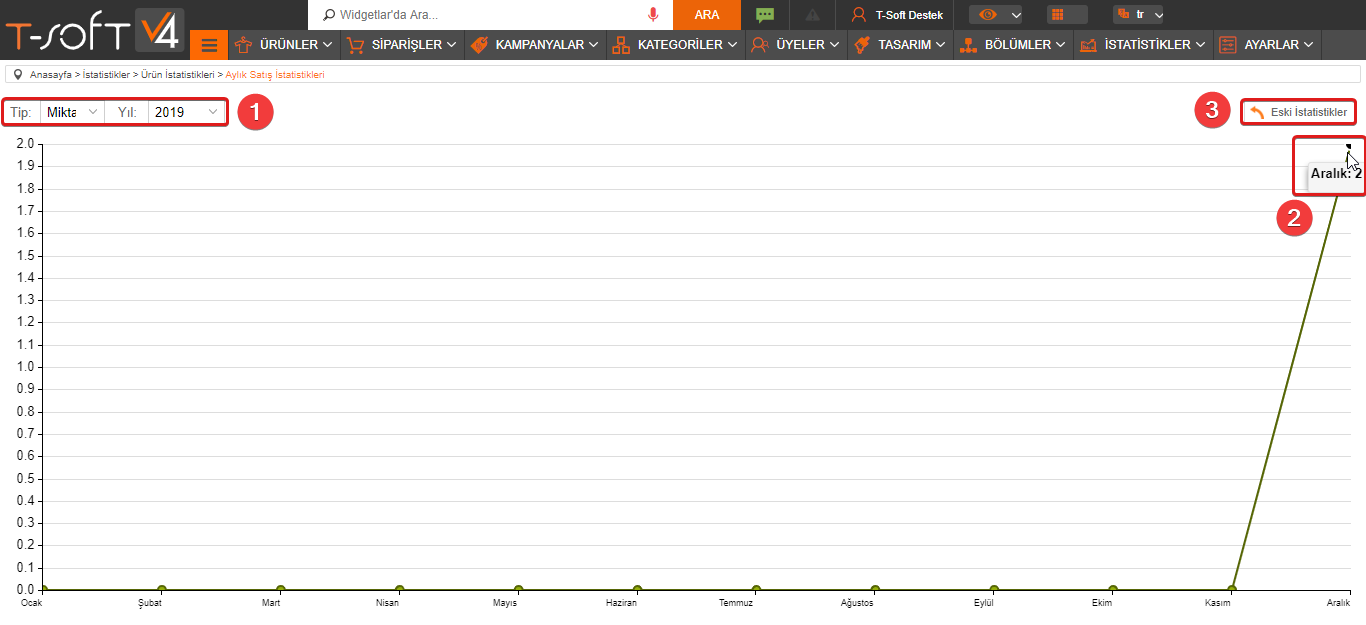 T-SOFT V4
Widgetlar'da Ara...
ARA
T-Soft Destek
tr
ÜRÜNLER
SİPARİŞLER
KAMPANYALAR
KATEGORİLER
ÜYELER
TASARIM
BÖLÜMLER
İSTATİSTİKLER
AYARLAR
Anasayfa > İstatistikler > Ürün İstatistikleri > Aylık Satış İstatistikleri
Tip: Mikta Yıl: 2019
1
3
Eski İstatistikler
Aralık: 2
2
2.0
1.9
1.8
1.7
1.6
1.5
1.4
1.3
1.2
1.1
1.0
0.9
0.8
0.7
0.6
0.5
0.4
0.3
0.2
0.1
0.0
Ocak Şubat Mart Nisan Mayıs Haziran Temmuz Ağustos Eylül Ekim Kasım Aralık